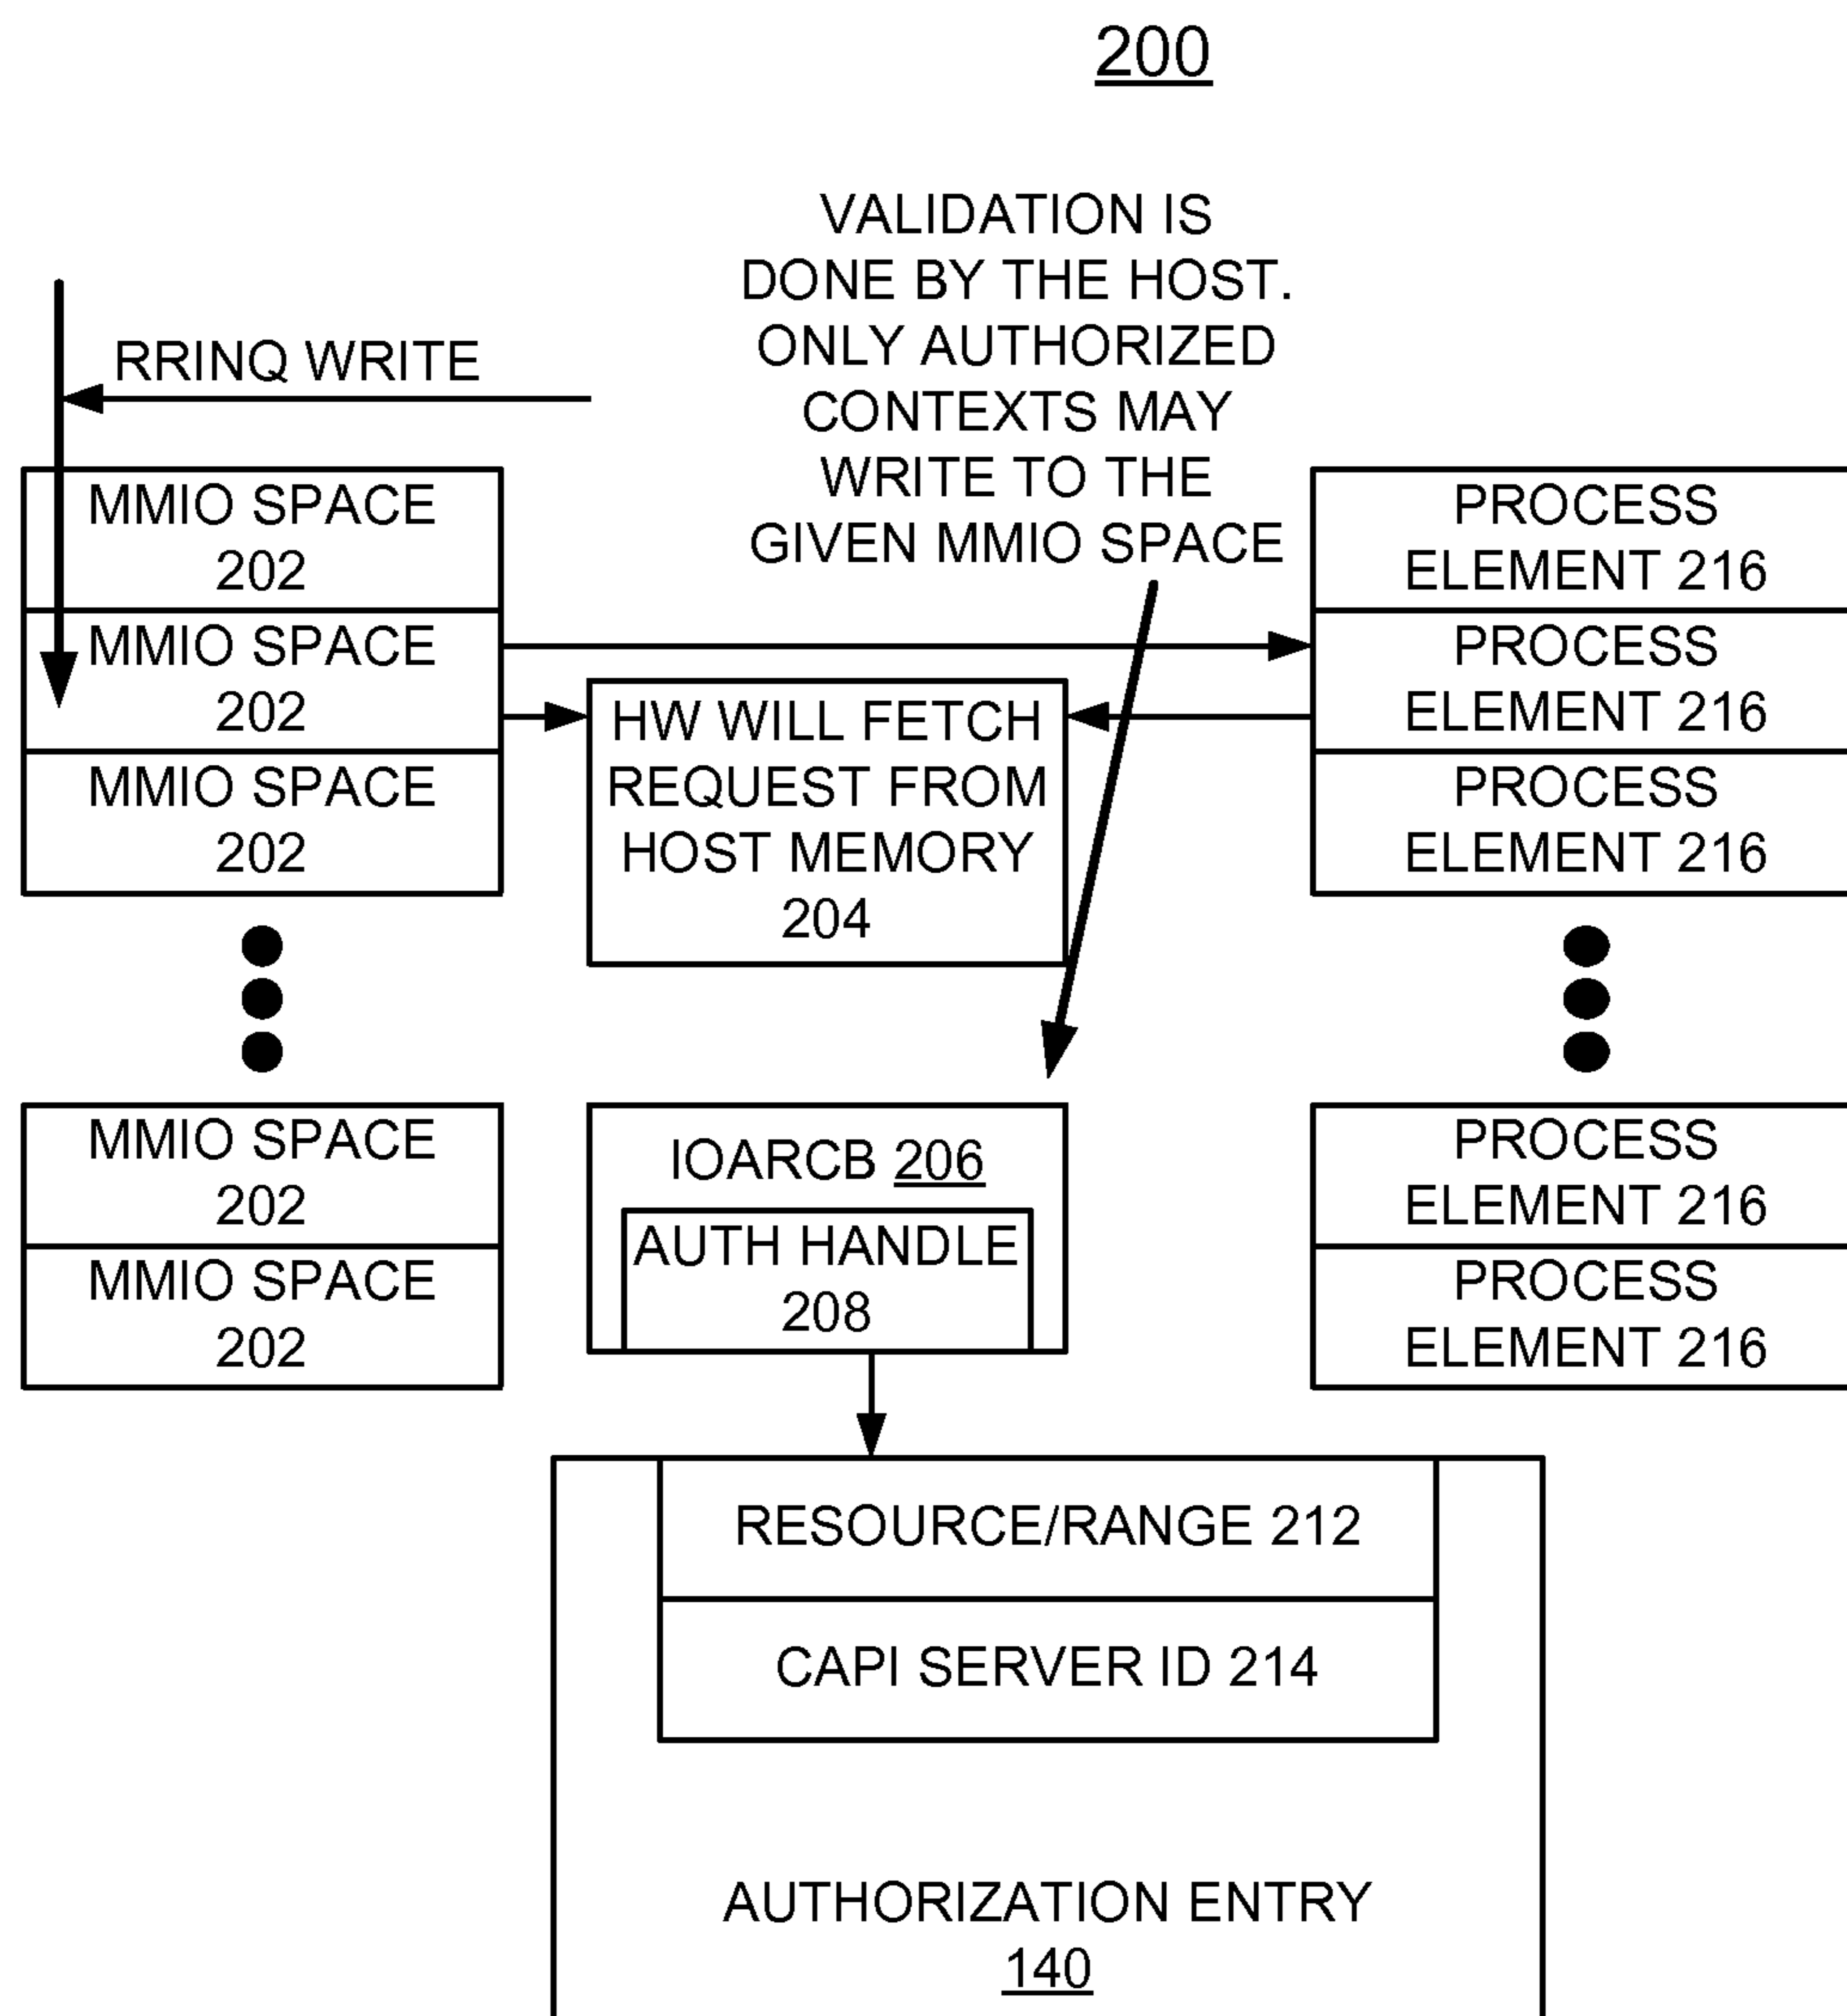 200
VALIDATION IS
DONE BY THE HOST.
ONLY AUTHORIZED
CONTEXTS MAY
WRITE TO THE
GIVEN MMIO SPACE
RRINQ WRITE
MMIO SPACE
202
MMIO SPACE
202
MMIO SPACE
202
HW WILL FETCH
REQUEST FROM
HOST MEMORY
204
PROCESS
ELEMENT 216
PROCESS
ELEMENT 216
PROCESS
ELEMENT 216
MMIO SPACE
202
MMIO SPACE
202
IOARCB 206
AUTH HANDLE
208
PROCESS
ELEMENT 216
PROCESS
ELEMENT 216
RESOURCE/RANGE 212
CAPI SERVER ID 214
AUTHORIZATION ENTRY
140